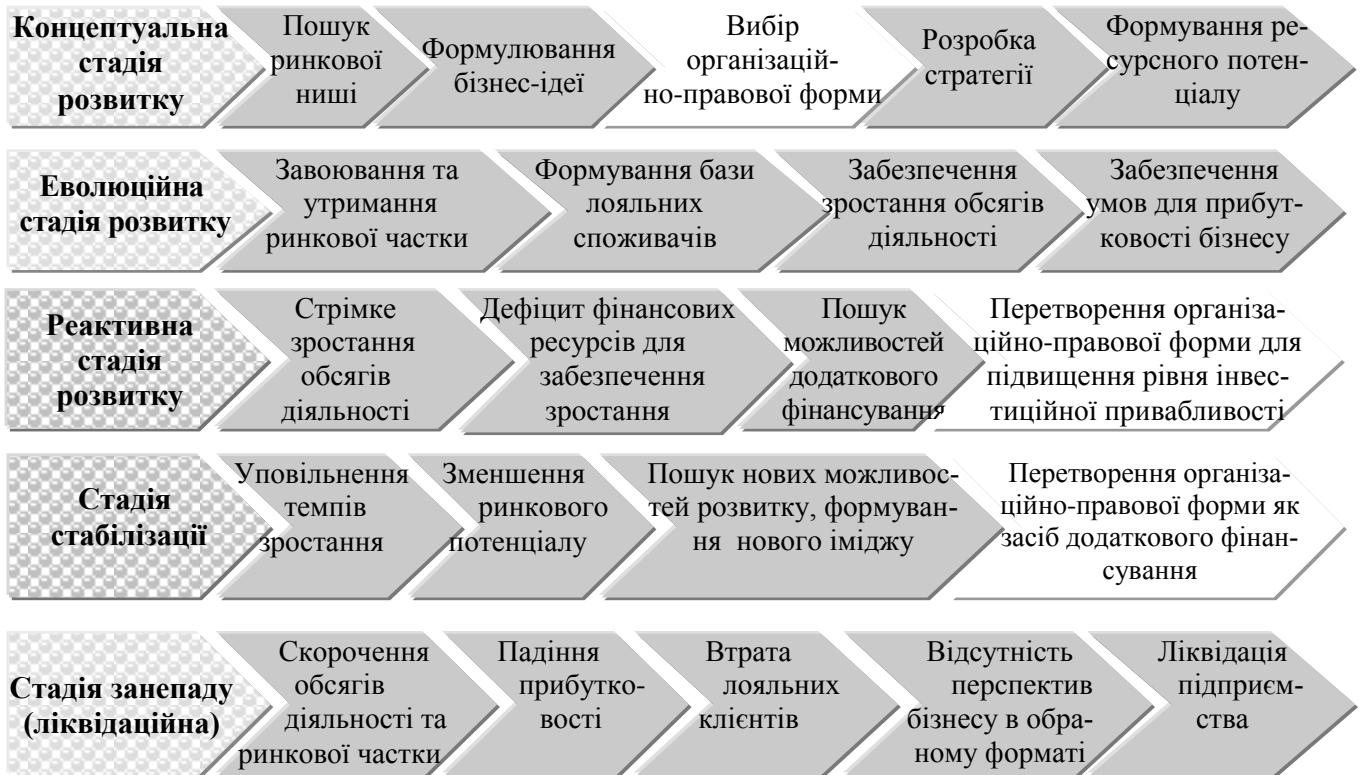 Концептуальна
стадія
розвитку
Пошук
ринкової
ниші
Формулювання
бізнес-ідеї
Вибір
організацій-
но-правової форми
Розробка
стратегії
Формування ре-
сурсного потен-
ціалу
Еволюційна
стадія розвитку
Завоювання та
утримання
ринкової частки
Формування бази
лояльних
споживачів
Забезпечення
зростання обсягів
діяльності
Забезпечення
умов для прибут-
ковості бізнесу
Реактивна
стадія
розвитку
Стрімке
зростання
обсягів
діяльності
Дефіцит фінансових
ресурсів для
забезпечення
зростання
Пошук
можливостей
додаткового
фінансування
Перетворення організа-
ційно-правової форми для
підвищення рівня інвес-
тиційної привабливості
Стадія
стабілізації
Уповільнення
темпів
зростання
Зменшення
ринкового
потенціалу
Пошук нових можливос-
тей розвитку, формуван-
ня нового іміджу
Перетворення організа-
ційно-правової форми як
засіб додаткового фінан-
сування
Стадія занепаду
(ліквідаційна)
Скорочення
обсягів
діяльності та
ринкової частки
Падіння
прибутко-
вості
Втрата
лояльних
клієнтів
Відсутність
перспектив
бізнесу в обра-
ному форматі
Ліквідація
підприєм-
ства